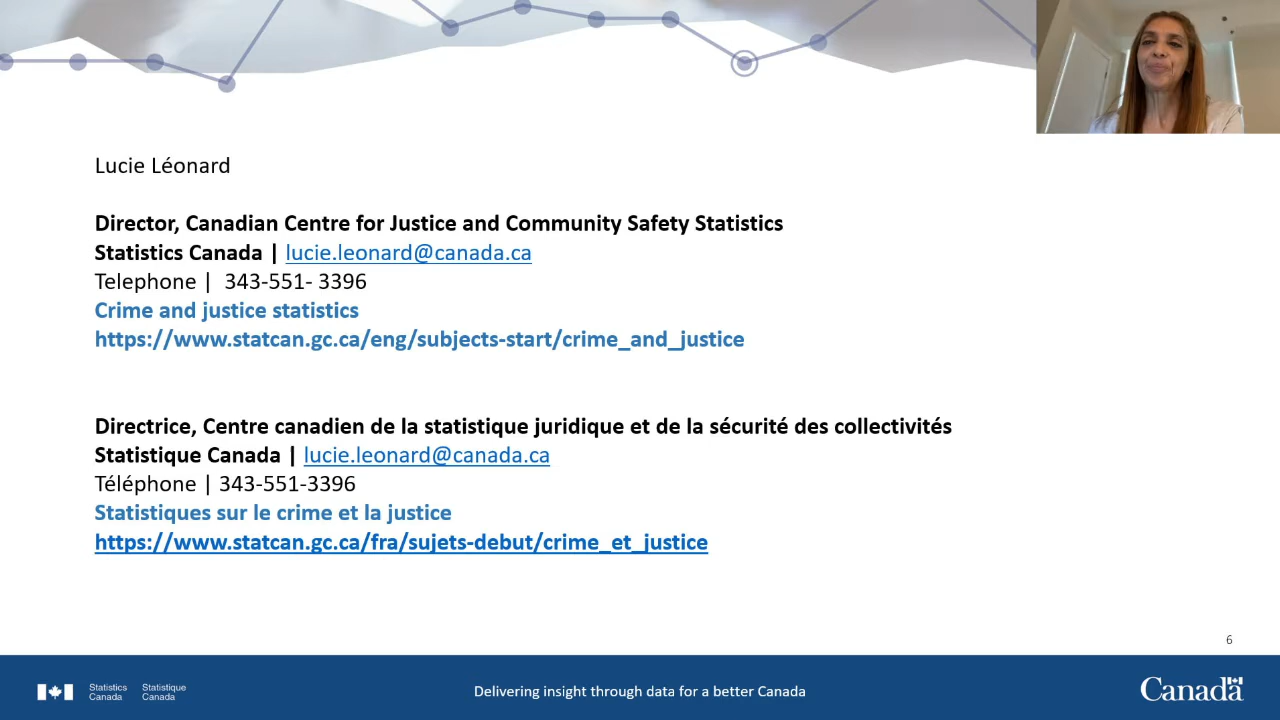 Lucie Léonard
Director, Canadian Centre for Justice and Community Safety Statistics
Statistics Canada | lucie.leonard@canada.ca
Telephone | 343-551- 3396
Crime and justice statistics
https://www.statcan.gc.ca/eng/subjects-start/crime_and_justice
Directrice, Centre canadien de la statistique juridique et de la sécurité des collectivités
Statistique Canada | lucie.leonard@canada.ca
Téléphone | 343-551-3396
Statistiques sur le crime et la justice
https://www.statcan.gc.ca/fra/sujets-debut/crime_et_justice
6
Statistics Canada
Statistique Canada
Delivering insight through data for a better Canada
Canada